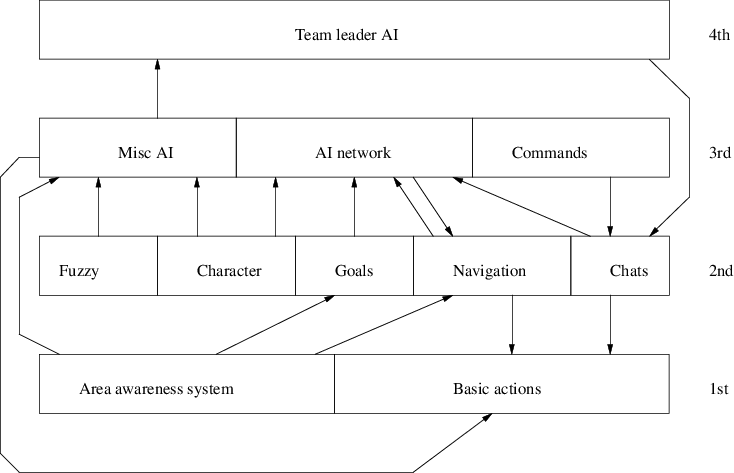 Team leader AI 4th
Misc AI AI network Commands 3rd
Fuzzy Character Goals Navigation Chats 2nd
Area awareness system Basic actions 1st